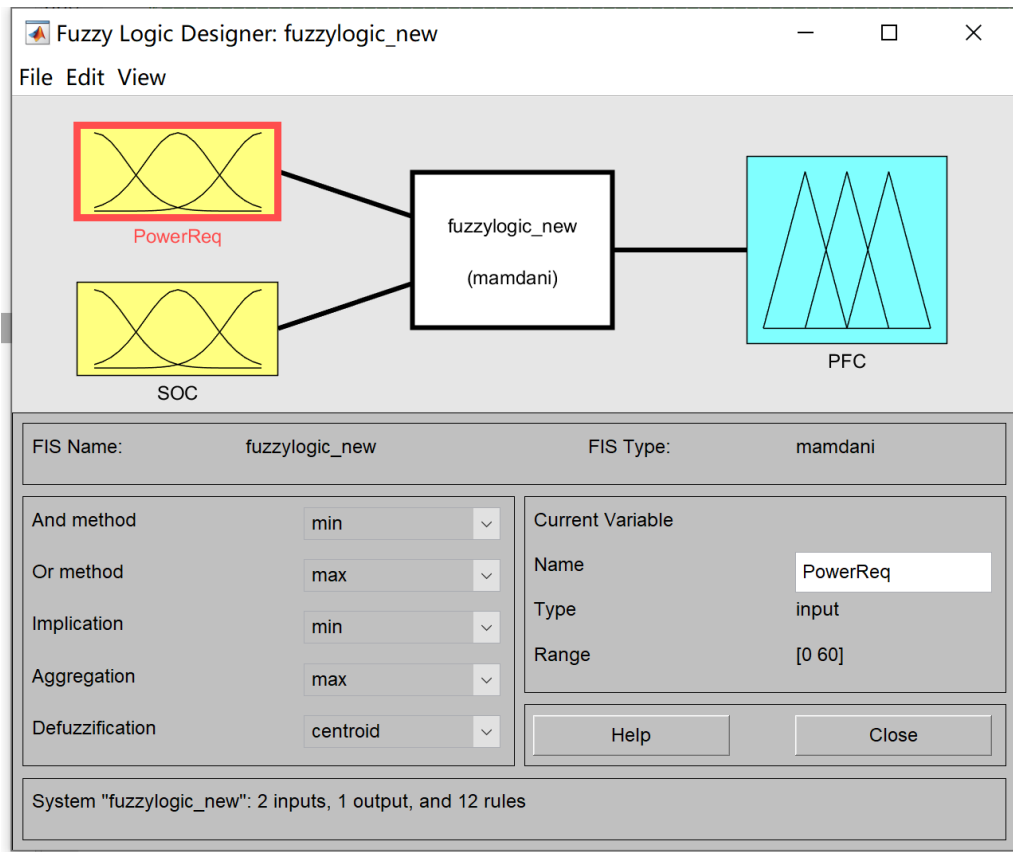 Fuzzy Logic Designer: fuzzylogic_new
File Edit View
PowerReq
SOC
fuzzylogic_new
(mamdani)
PFC
FIS Name: fuzzylogic_new FIS Type: mamdani
And method min
Or method max
Implication min
Aggregation max
Defuzzification centroid
Current Variable
Name PowerReq
Type input
Range [0 60]
Help Close
System "fuzzylogic_new": 2 inputs, 1 output, and 12 rules